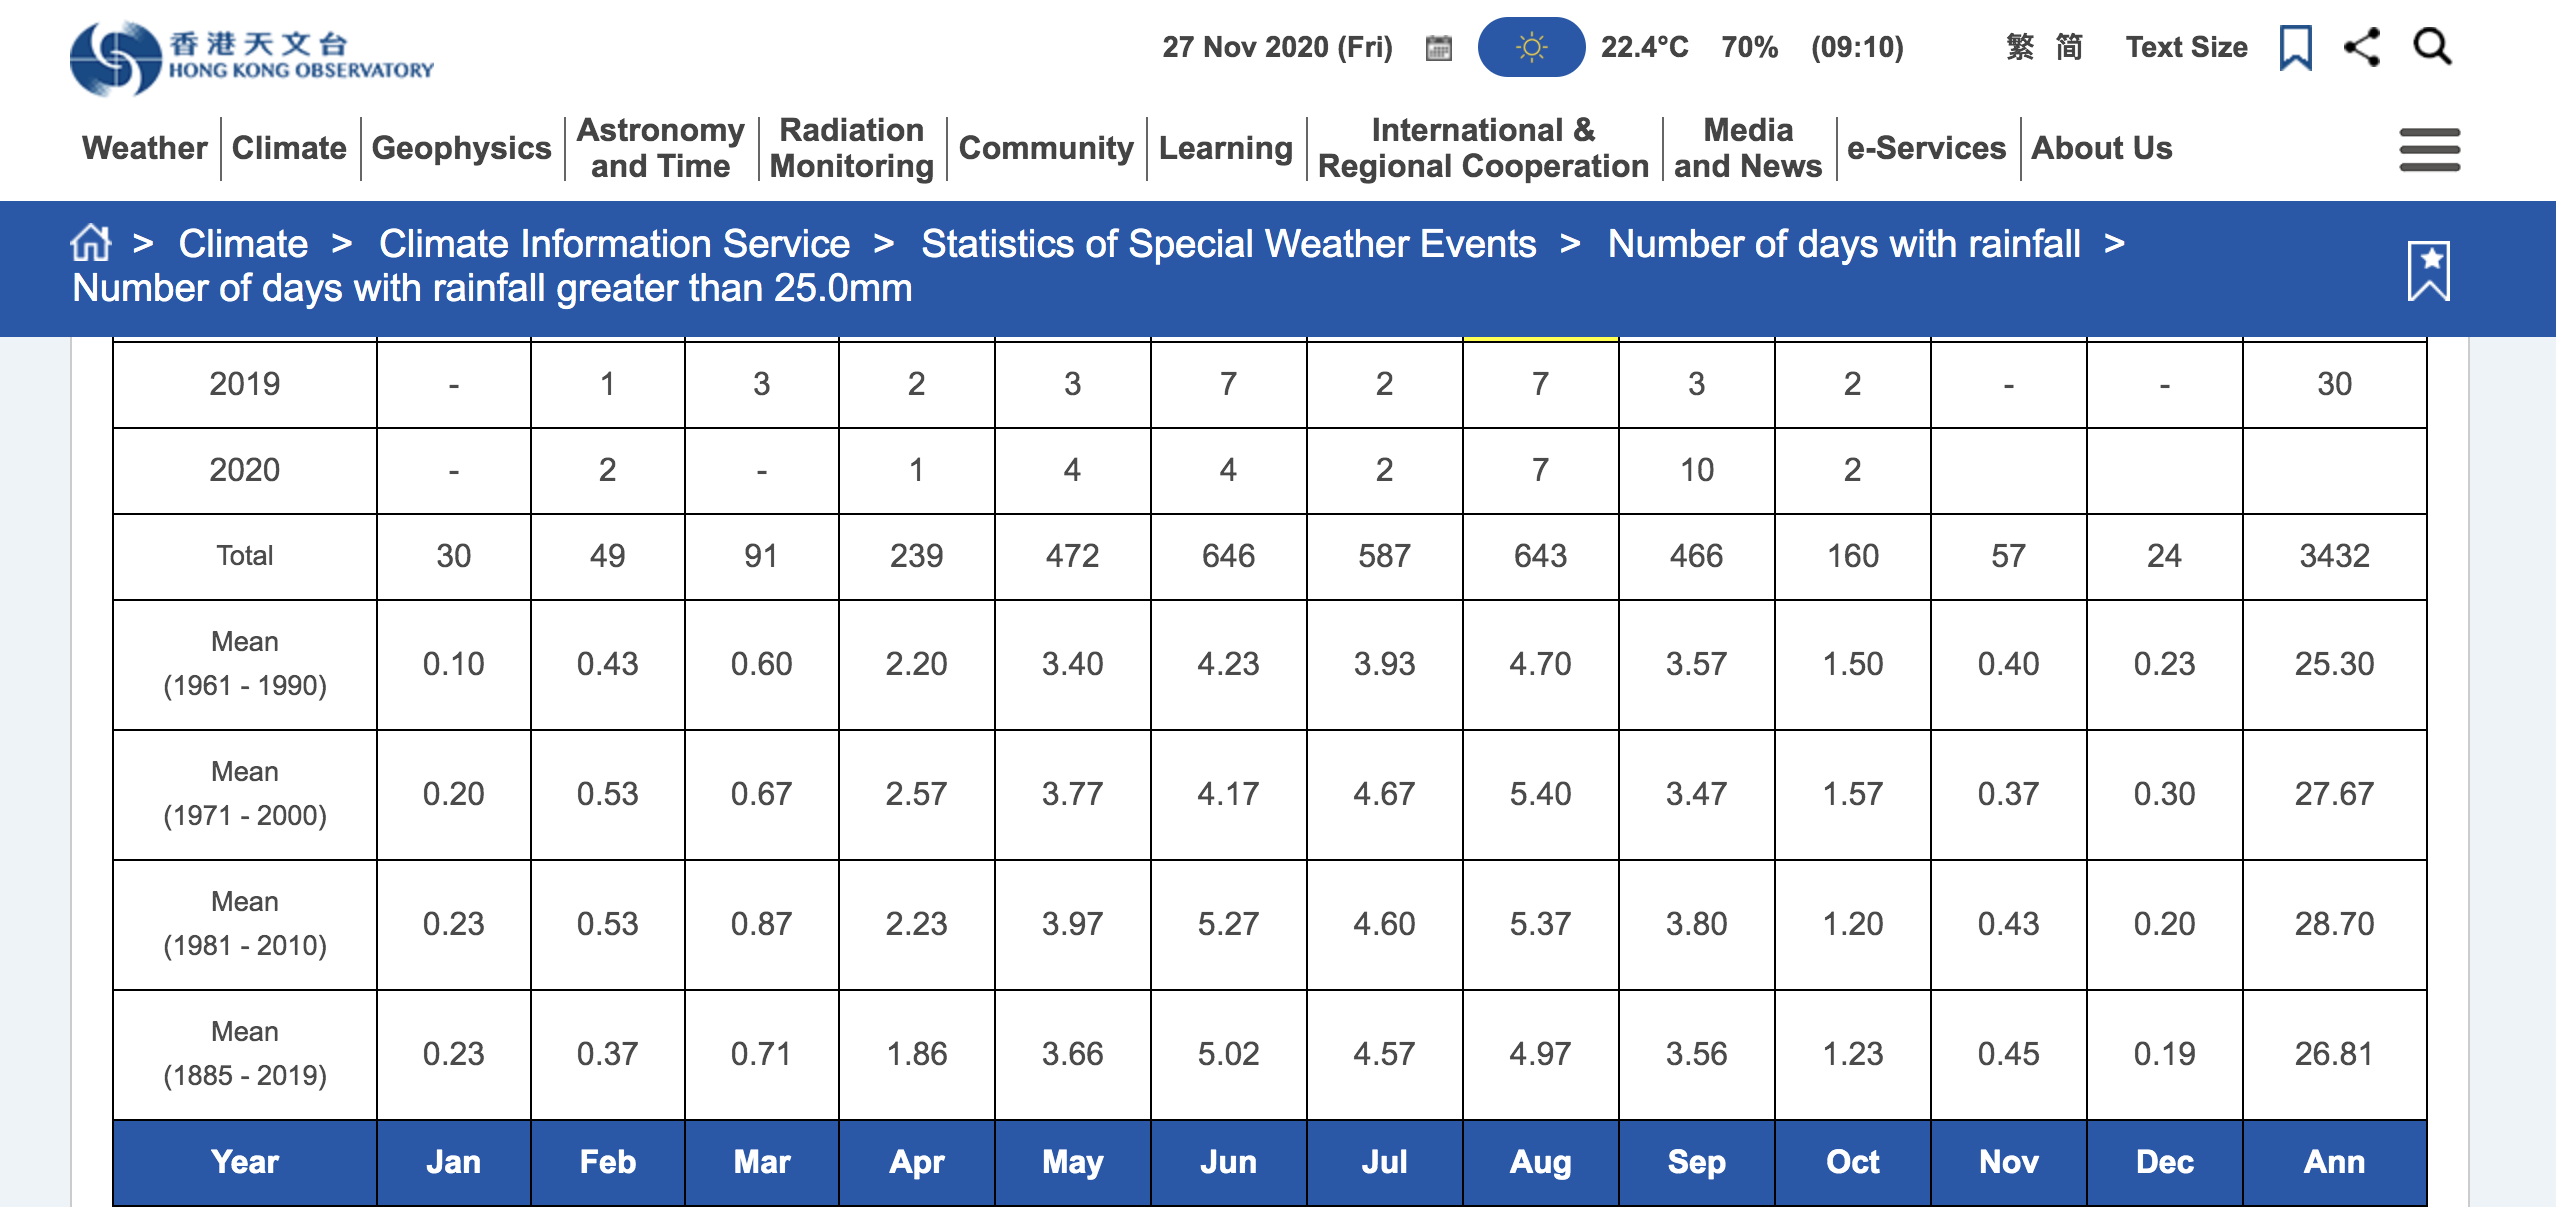 香港天文台
HONG KONG OBSERVATORY
27 Nov 2020 (Fri) 22.4°C 70% (09:10) 繁 简 Text Size
Weather Climate Geophysics Astronomy and Time Radiation Monitoring Community Learning International & Regional Cooperation Media and News e-Services About Us
> Climate > Climate Information Service > Statistics of Special Weather Events > Number of days with rainfall >
Number of days with rainfall greater than 25.0mm
2019 - 1 3 2 3 7 2 7 3 2 - - 30
2020 - 2 - 1 4 4 2 7 10 2
Total 30 49 91 239 472 646 587 643 466 160 57 24 3432
Mean (1961 - 1990) 0.10 0.43 0.60 2.20 3.40 4.23 3.93 4.70 3.57 1.50 0.40 0.23 25.30
Mean (1971 - 2000) 0.20 0.53 0.67 2.57 3.77 4.17 4.67 5.40 3.47 1.57 0.37 0.30 27.67
Mean (1981 - 2010) 0.23 0.53 0.87 2.23 3.97 5.27 4.60 5.37 3.80 1.20 0.43 0.20 28.70
Mean (1885 - 2019) 0.23 0.37 0.71 1.86 3.66 5.02 4.57 4.97 3.56 1.23 0.45 0.19 26.81
Year Jan Feb Mar Apr May Jun Jul Aug Sep Oct Nov Dec Ann